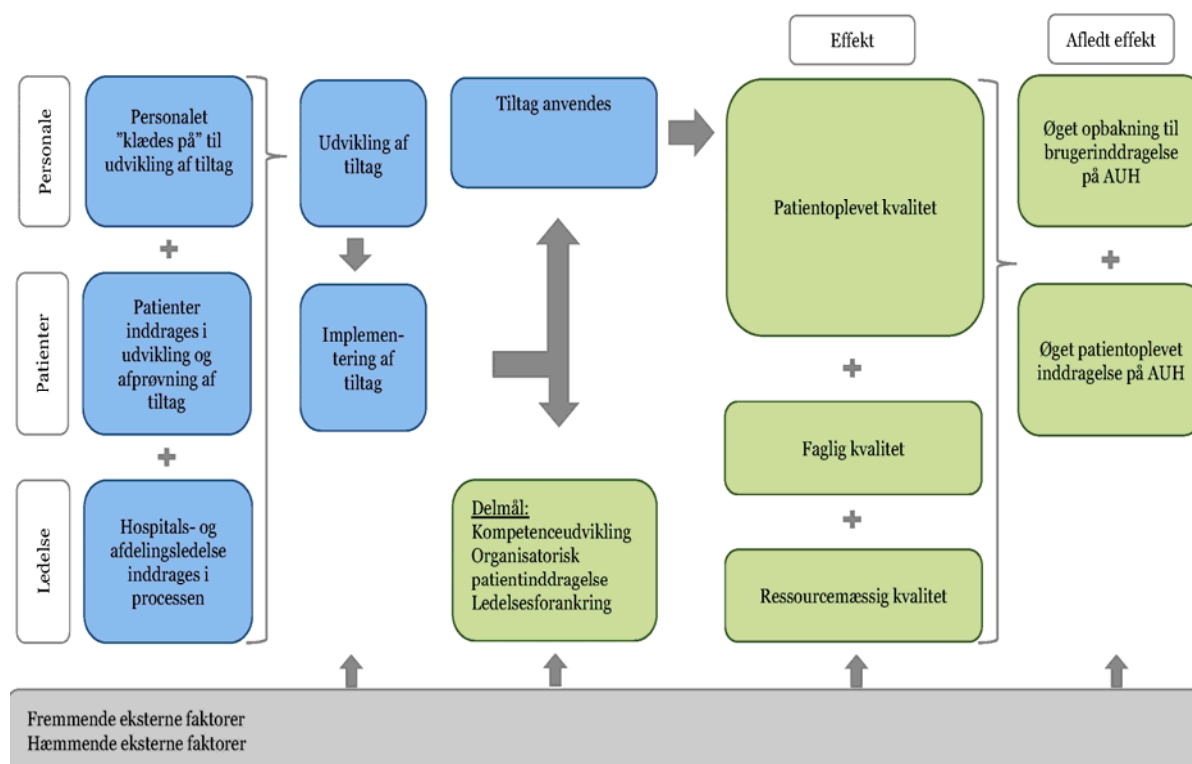 Effekt
Afledt effekt
Personale
Personalet
”klædes på” til
udvikling af tiltag
Udvikling af
tiltag
Tiltag anvendes
Patientoplevet kvalitet
Øget opbakning til
brugerinddragelse
på AUH
Patienter
Patienter
inddrages i
udvikling og
afprøvning af
tiltag
Implemen-
tering af
tiltag
Øget patientoplevet
inddragelse på AUH
Faglig kvalitet
Ledelse
Hospitals- og
afdelingsledelse
inddrages i
processen
Delmål:
Kompetenceudvikling
Organisatorisk
patientinddragelse
Ledelsesforankring
Ressourcemæssig kvalitet
Fremmende eksterne faktorer
Hæmmende eksterne faktorer